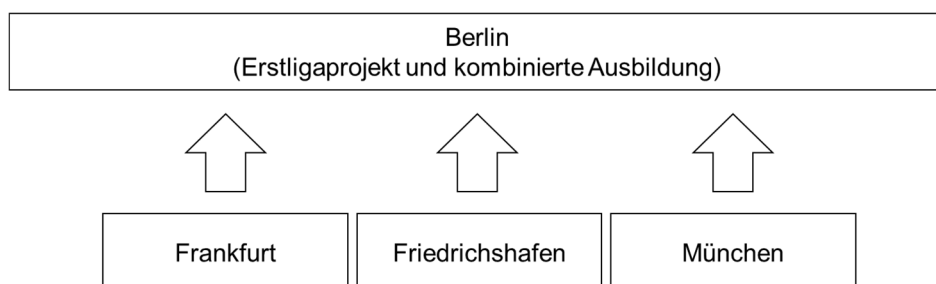 Berlin
(Erstligaprojekt und kombinierte Ausbildung)
Frankfurt
Friedrichshafen
München